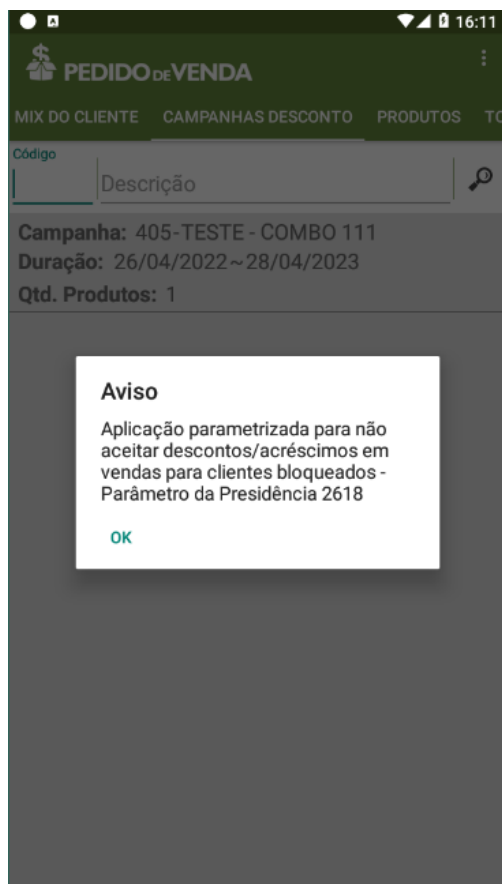 16:11
PEDIDO DE VENDA
MIX DO CLIENTE CAMPANHAS DESCONTO PRODUTOS TO
Código
Descrição
Campanha: 405-TESTE - COMBO 111
Duração: 26/04/2022~28/04/2023
Qtd. Produtos: 1
Aviso
Aplicação parametrizada para não
aceitar descontos/acréscimos em
vendas para clientes bloqueados -
Parâmetro da Presidência 2618
OK